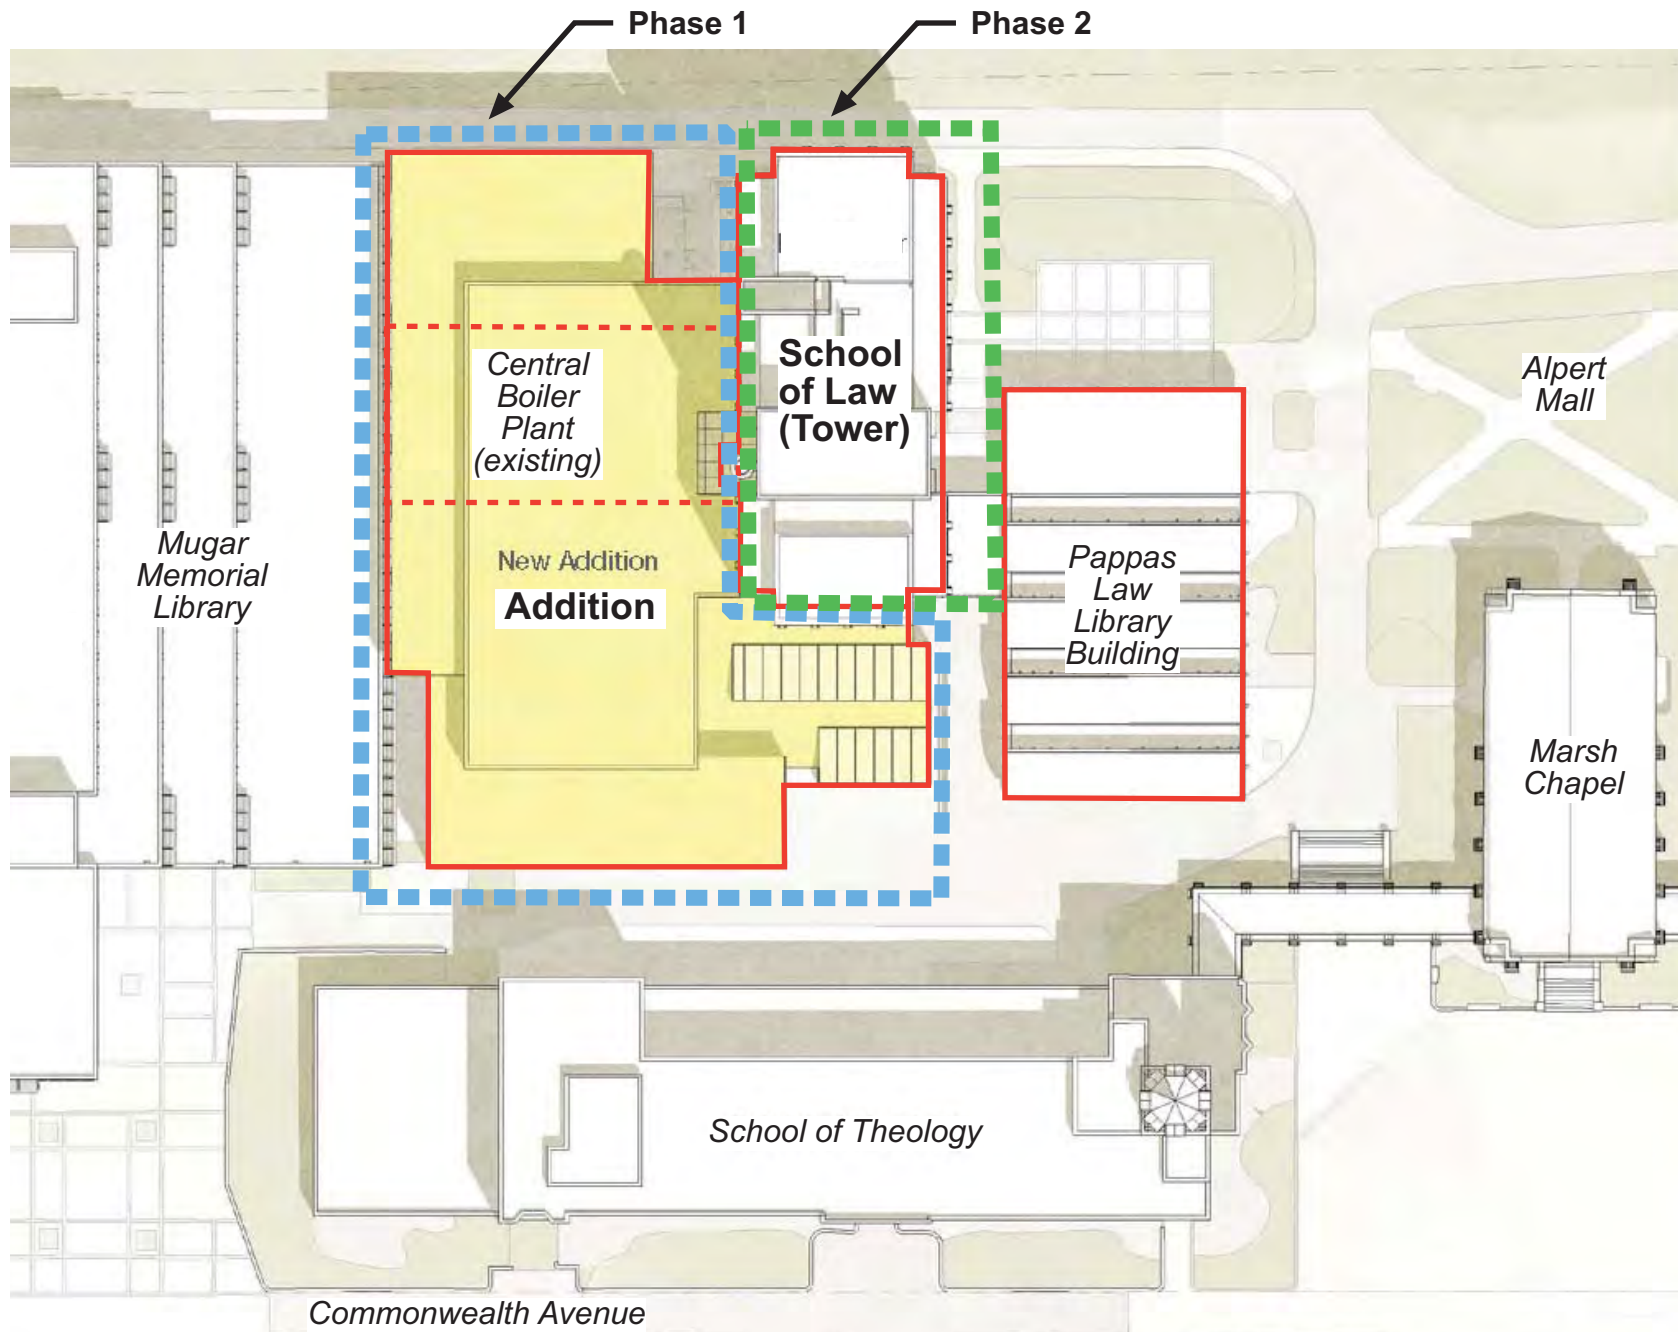 Phase 1
Phase 2
Central
Boiler
Plant
(existing)
School
of Law
(Tower)
Alpert
Mall
Mugar
Memorial
Library
New Addition
Addition
Pappas
Law
Library
Building
Marsh
Chapel
School of Theology
Commonwealth Avenue